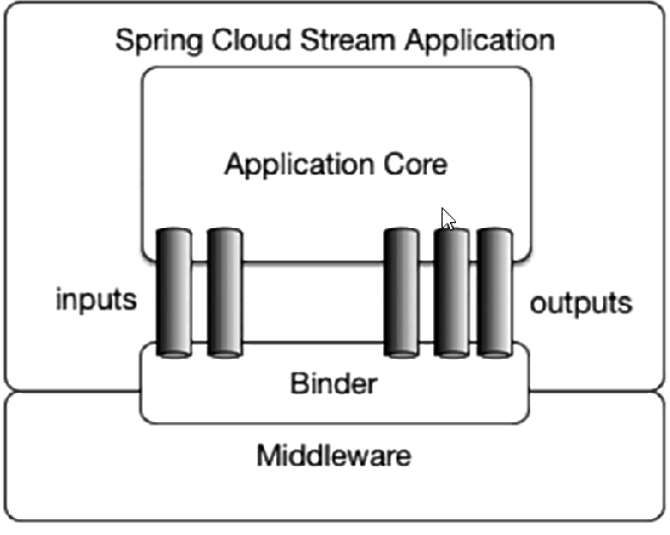 Spring Cloud Stream Application
Application Core
inputs
outputs
Binder
Middleware